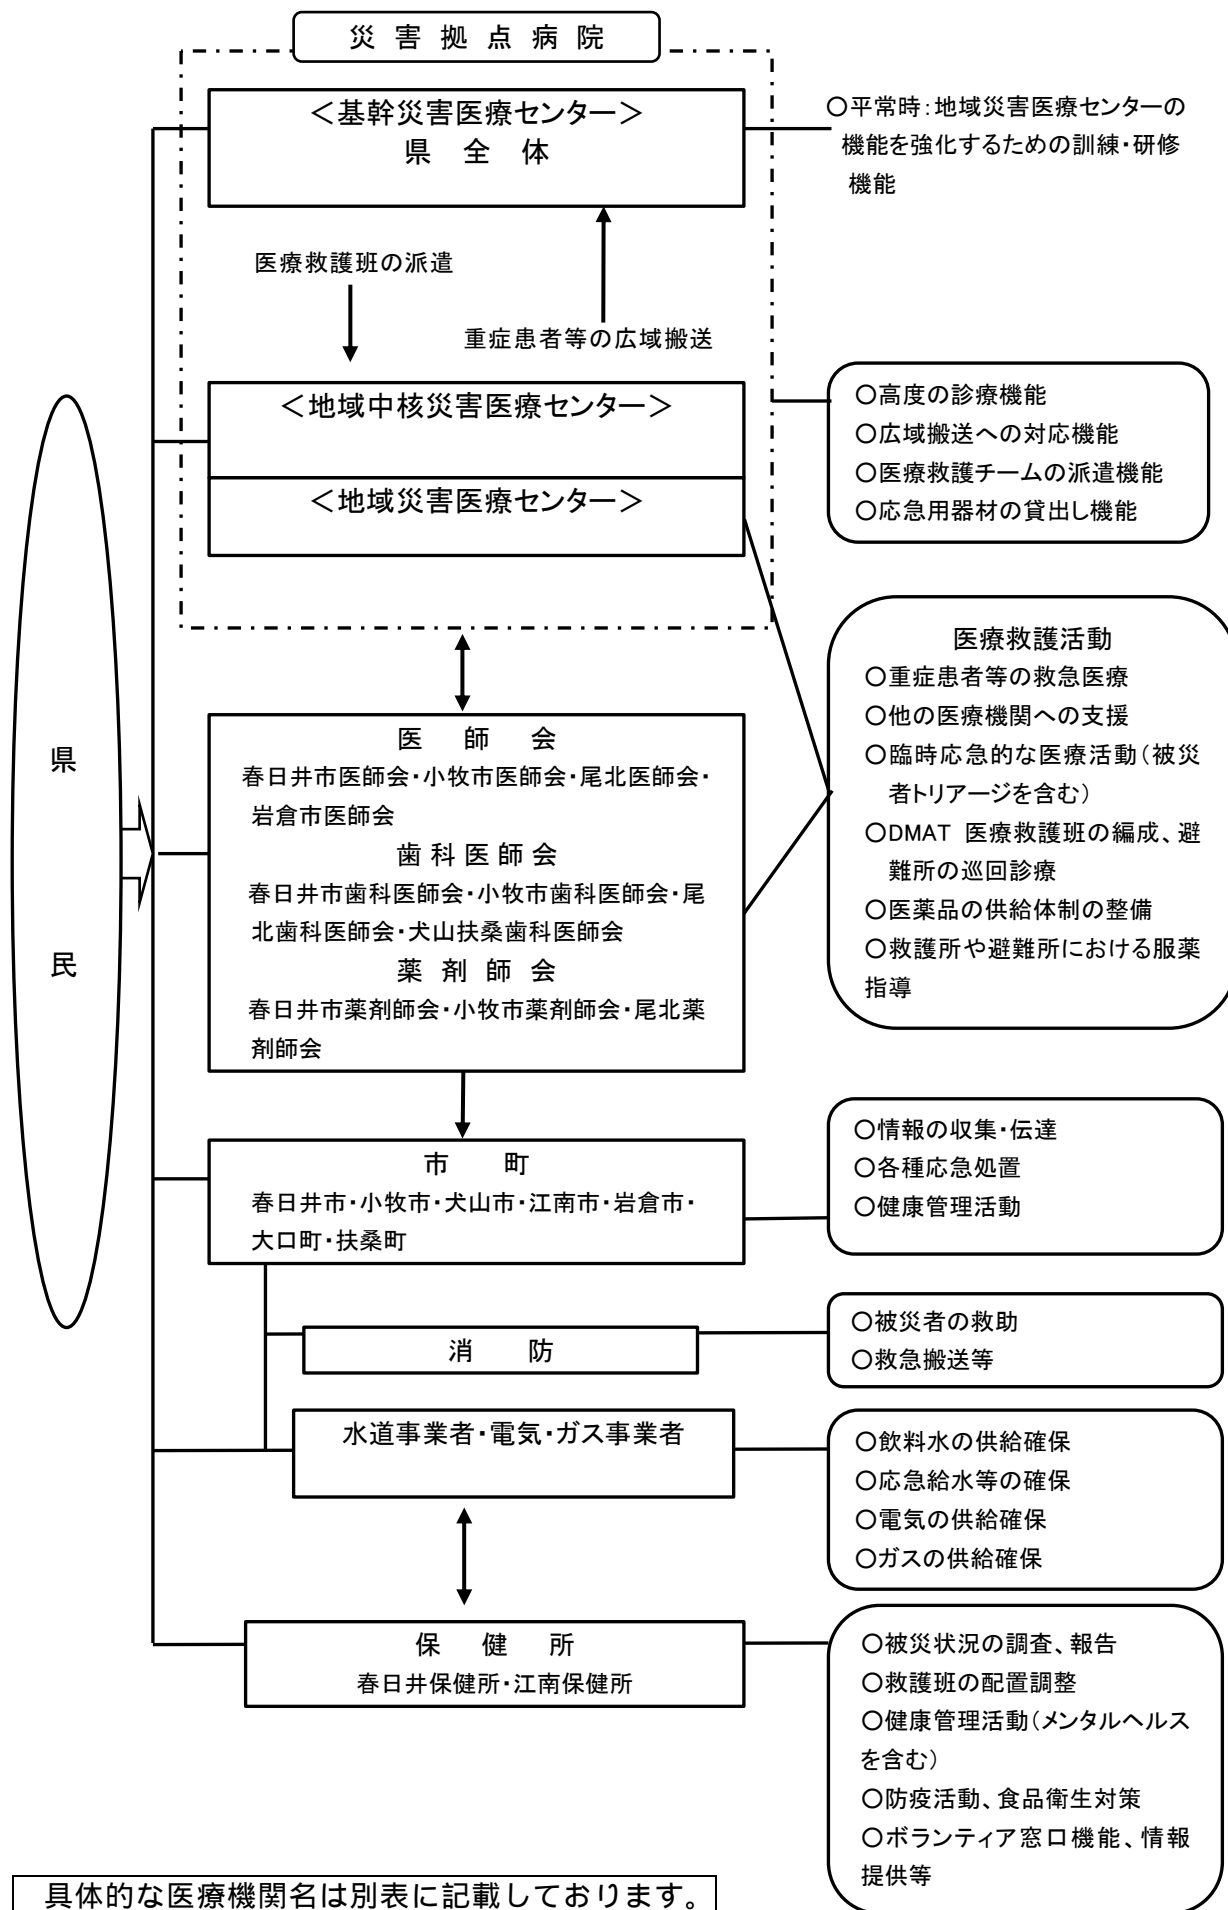 災害拠点病院
＜基幹災害医療センター＞
県全体
○平常時：地域災害医療センターの
機能を強化するための訓練・研修
機能
医療救護班の派遣
重症患者等の広域搬送
＜地域中核災害医療センター＞
＜地域災害医療センター＞
○高度の診療機能
○広域搬送への対応機能
○医療救護チームの派遣機能
○応急用器材の貸出し機能
県
民
医療救護活動
○重症患者等の救急医療
○他の医療機関への支援
○臨時応急的な医療活動（被災
者トリアージを含む）
○DMAT 医療救護班の編成、避
難所の巡回診療
○医薬品の供給体制の整備
○救護所や避難所における服薬
指導
医師会
春日井市医師会・小牧市医師会・尾北医師会・
岩倉市医師会
歯科医師会
春日井市歯科医師会・小牧市歯科医師会・尾
北歯科医師会・犬山扶桑歯科医師会
薬剤師会
春日井市薬剤師会・小牧市薬剤師会・尾北薬
剤師会
市町
春日井市・小牧市・犬山市・江南市・岩倉市・
大口町・扶桑町
○情報の収集・伝達
○各種応急処置
○健康管理活動
消防
○被災者の救助
○救急搬送等
水道事業者・電気・ガス事業者
○飲料水の供給確保
○応急給水等の確保
○電気の供給確保
○ガスの供給確保
保健所
春日井保健所・江南保健所
○被災状況の調査、報告
○救護班の配置調整
○健康管理活動（メンタルヘルス
を含む）
○防疫活動、食品衛生対策
○ボランティア窓口機能、情報
提供等
具体的な医療機関名は別表に記載しております。